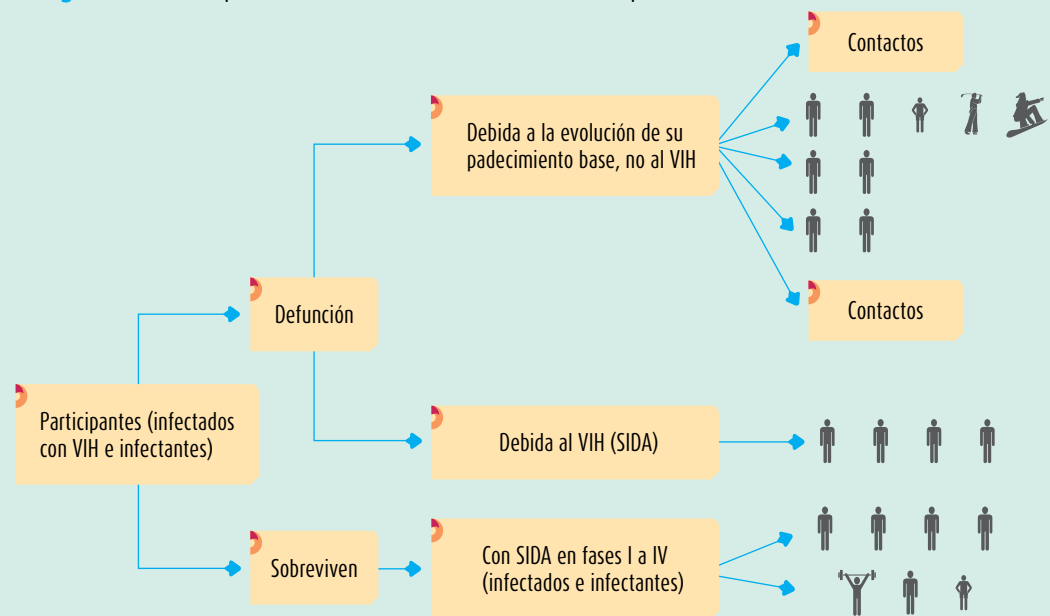 Contactos
Debida a la evolución de su
padecimiento base, no al VIH
Contactos
Defunción
Participantes (infectados
con VIH e infectantes)
Debida al VIH (SIDA)
Sobreviven
Con SIDA en fases I a IV
(infectados e infectantes)